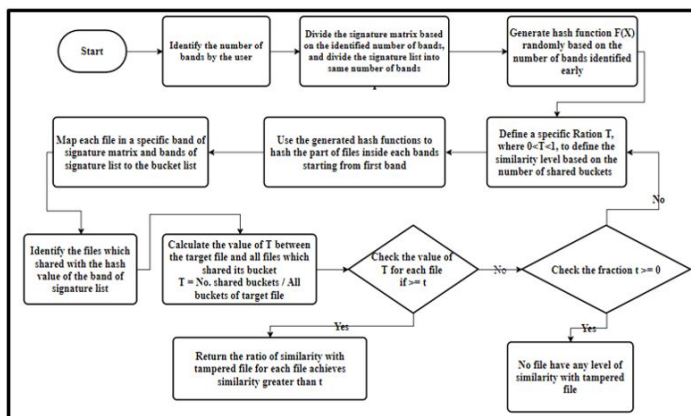 Start
Identify the number of
bands by the user
Divide the signature matrix based
on the identified number of bands,
and divide the signature list into
same number of bands
Generate hash function F(X)
randomly based on the
number of bands identified
early
Map each file in a specific band of
signature matrix and bands of
signature list to the bucket list
Use the generated hash functions to
hash the part of files inside each bands
starting from first band
Define a specific Ration T,
where 0<T<1, to define the
similarity level based on the
number of shared buckets
No
Identify the files which
shared with the hash
value of the band of
signature list
Calculate the value of T between
the target file and all files which
shared its bucket
T = No. shared buckets / All
buckets of target file
Check the value of
T for each file
if >= t
No
Check the fraction t >= 0
Yes
Yes
Return the ratio of similarity with
tampered file for each file achieves
similarity greater than t
No file have any level of
similarity with tampered
file